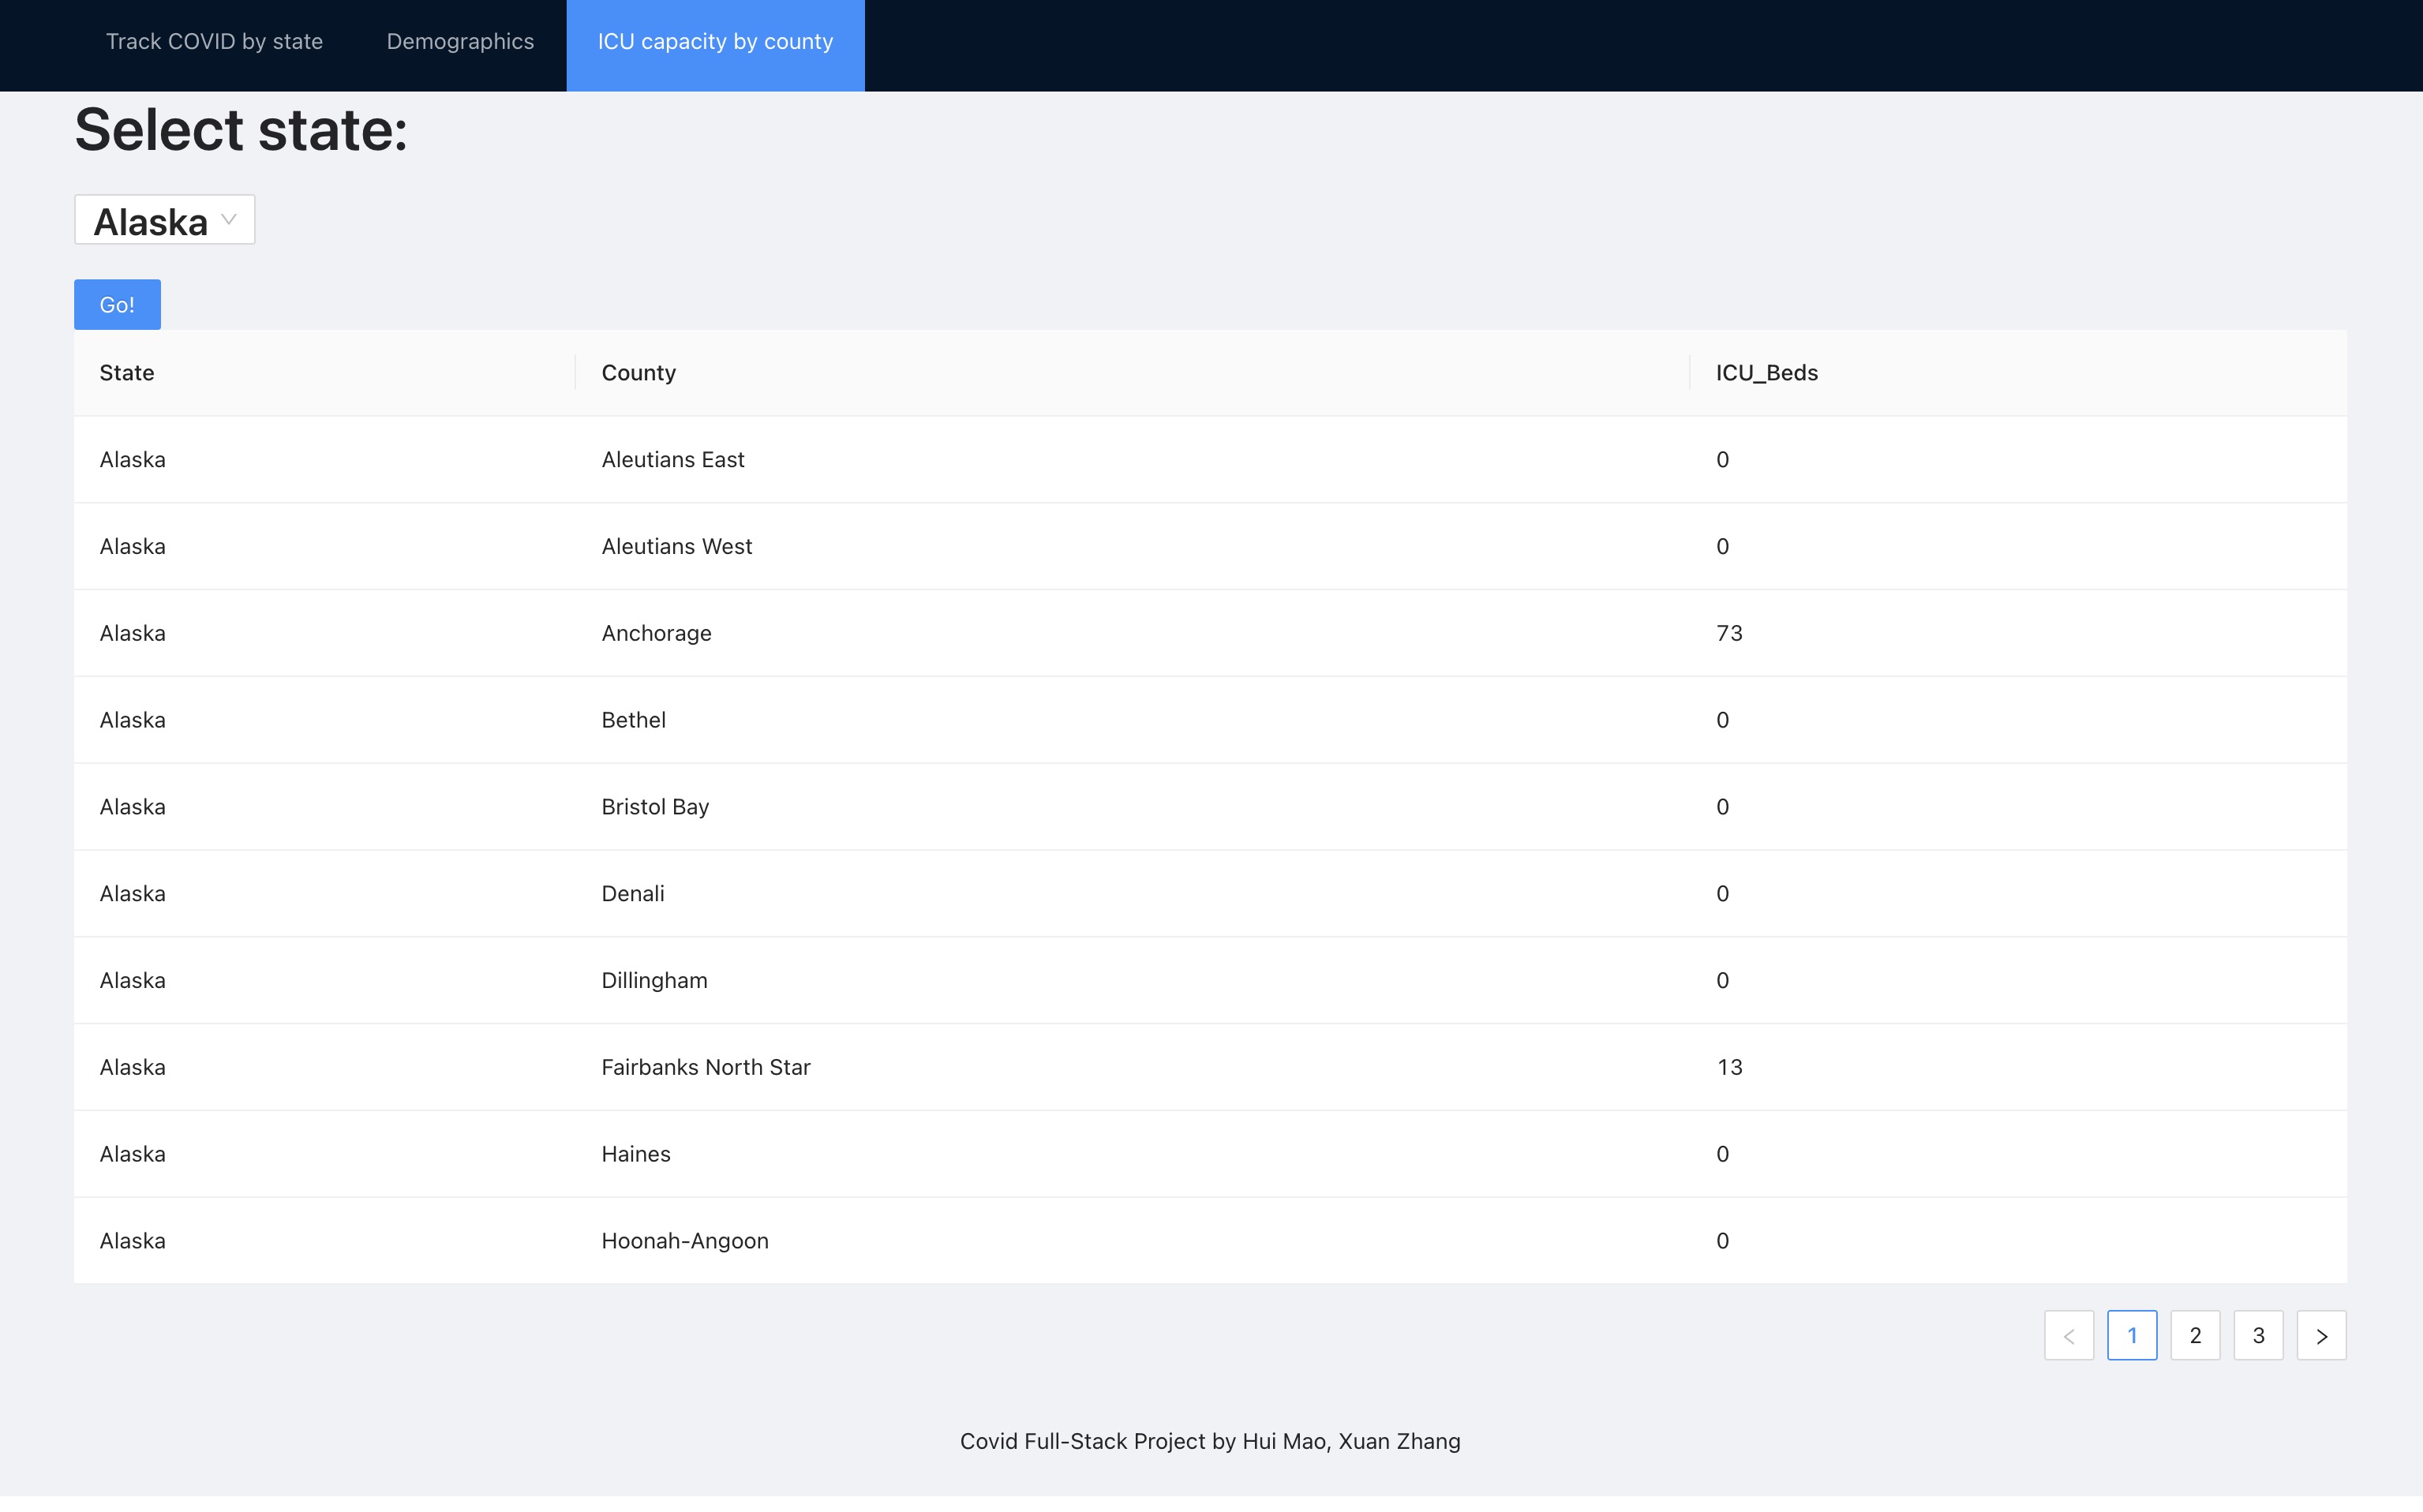 Track COVID by state Demographics ICU capacity by county
Select state:
Alaska
Go!
State County ICU_Beds
Alaska Aleutians East 0
Alaska Aleutians West 0
Alaska Anchorage 73
Alaska Bethel 0
Alaska Bristol Bay 0
Alaska Denali 0
Alaska Dillingham 0
Alaska Fairbanks North Star 13
Alaska Haines 0
Alaska Hoonah-Angoon 0
< 1 2 3 >
Covid Full-Stack Project by Hui Mao, Xuan Zhang